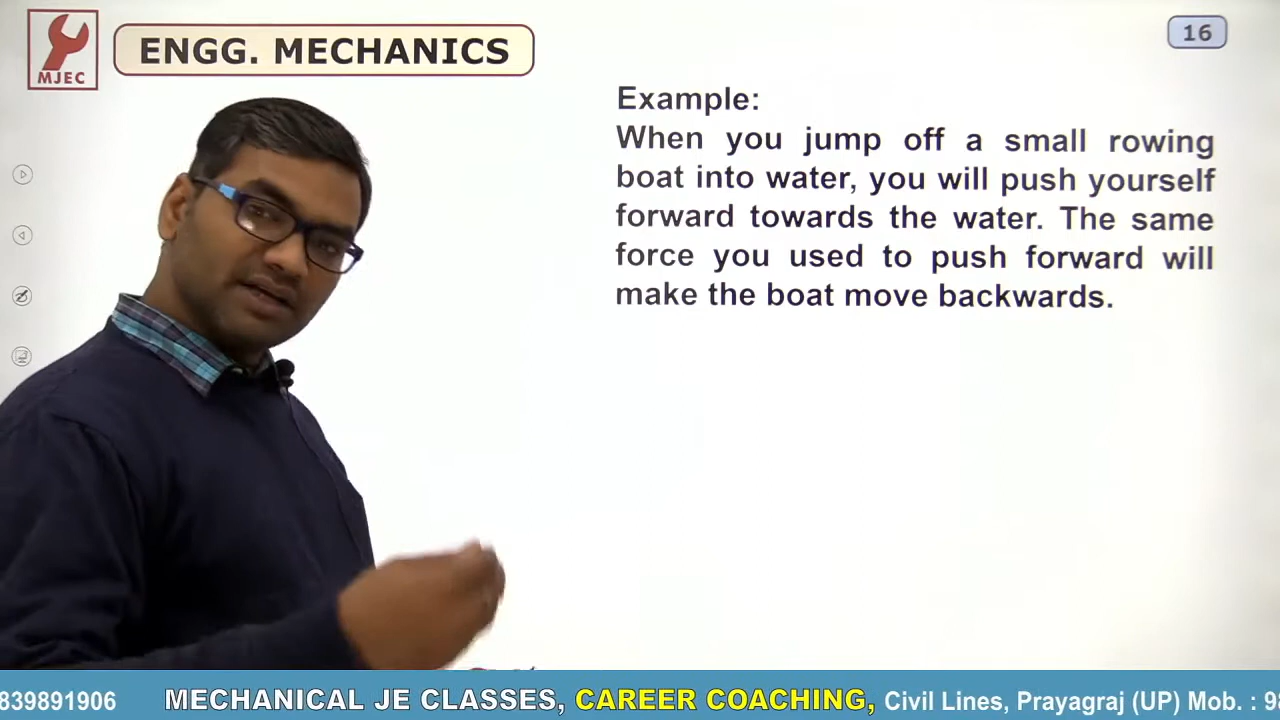 MJEC
ENGG. MECHANICS
16
Example:
When you jump off a small rowing
boat into water, you will push yourself
forward towards the water. The same
force you used to push forward will
make the boat move backwards.
839891906 MECHANICAL JE CLASSES, CAREER COACHING, Civil Lines, Prayagraj (UP) Mob. : 98